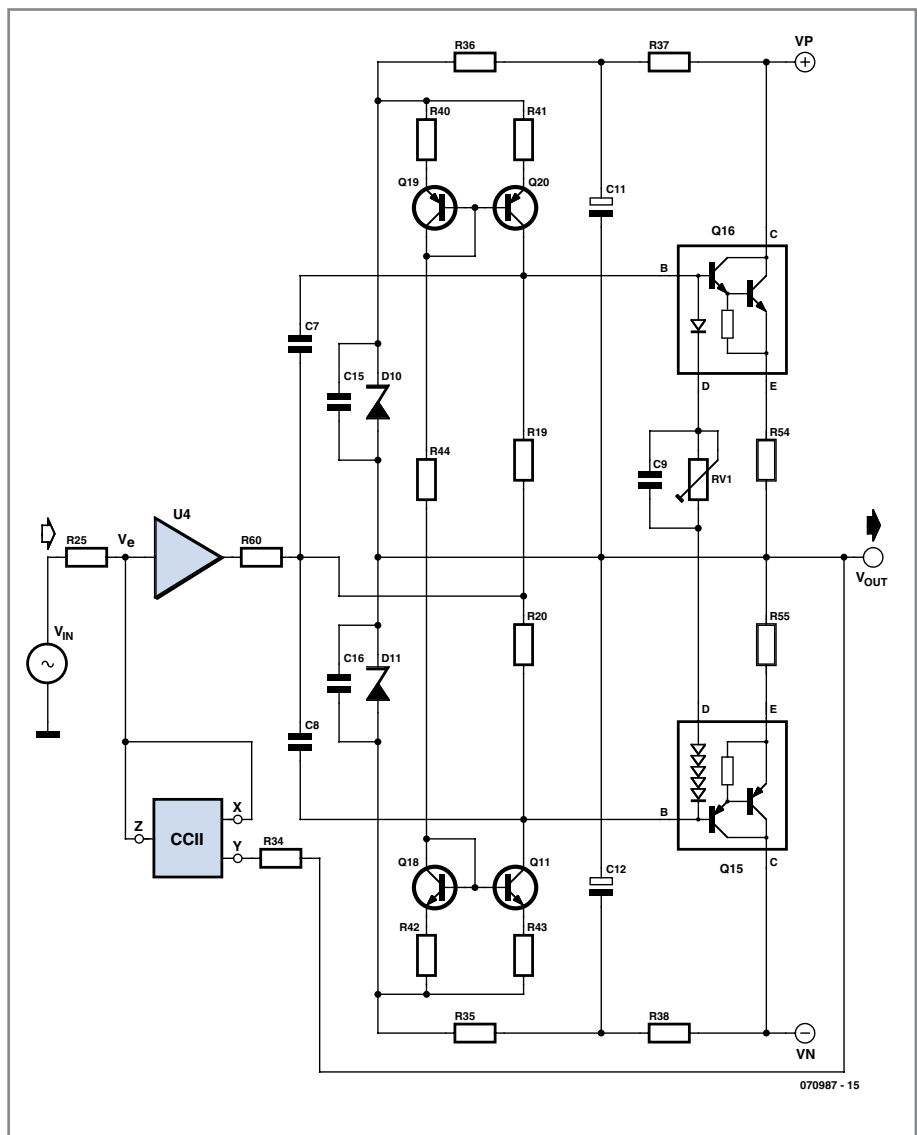 R36
R37
VP
R40
R41
Q19
Q20
C11
Q16
C
B
C7
C15
D10
D
E
R44
R19
R54
C9
RV1
U4
R25
Ve
R60
VOUT
VIN
R20
R55
C16
D11
D
E
C8
X
Z
CCII
B
Y
R34
Q18
Q11
C12
Q15
C
R42
R43
R35
R38
VN
070987 - 15